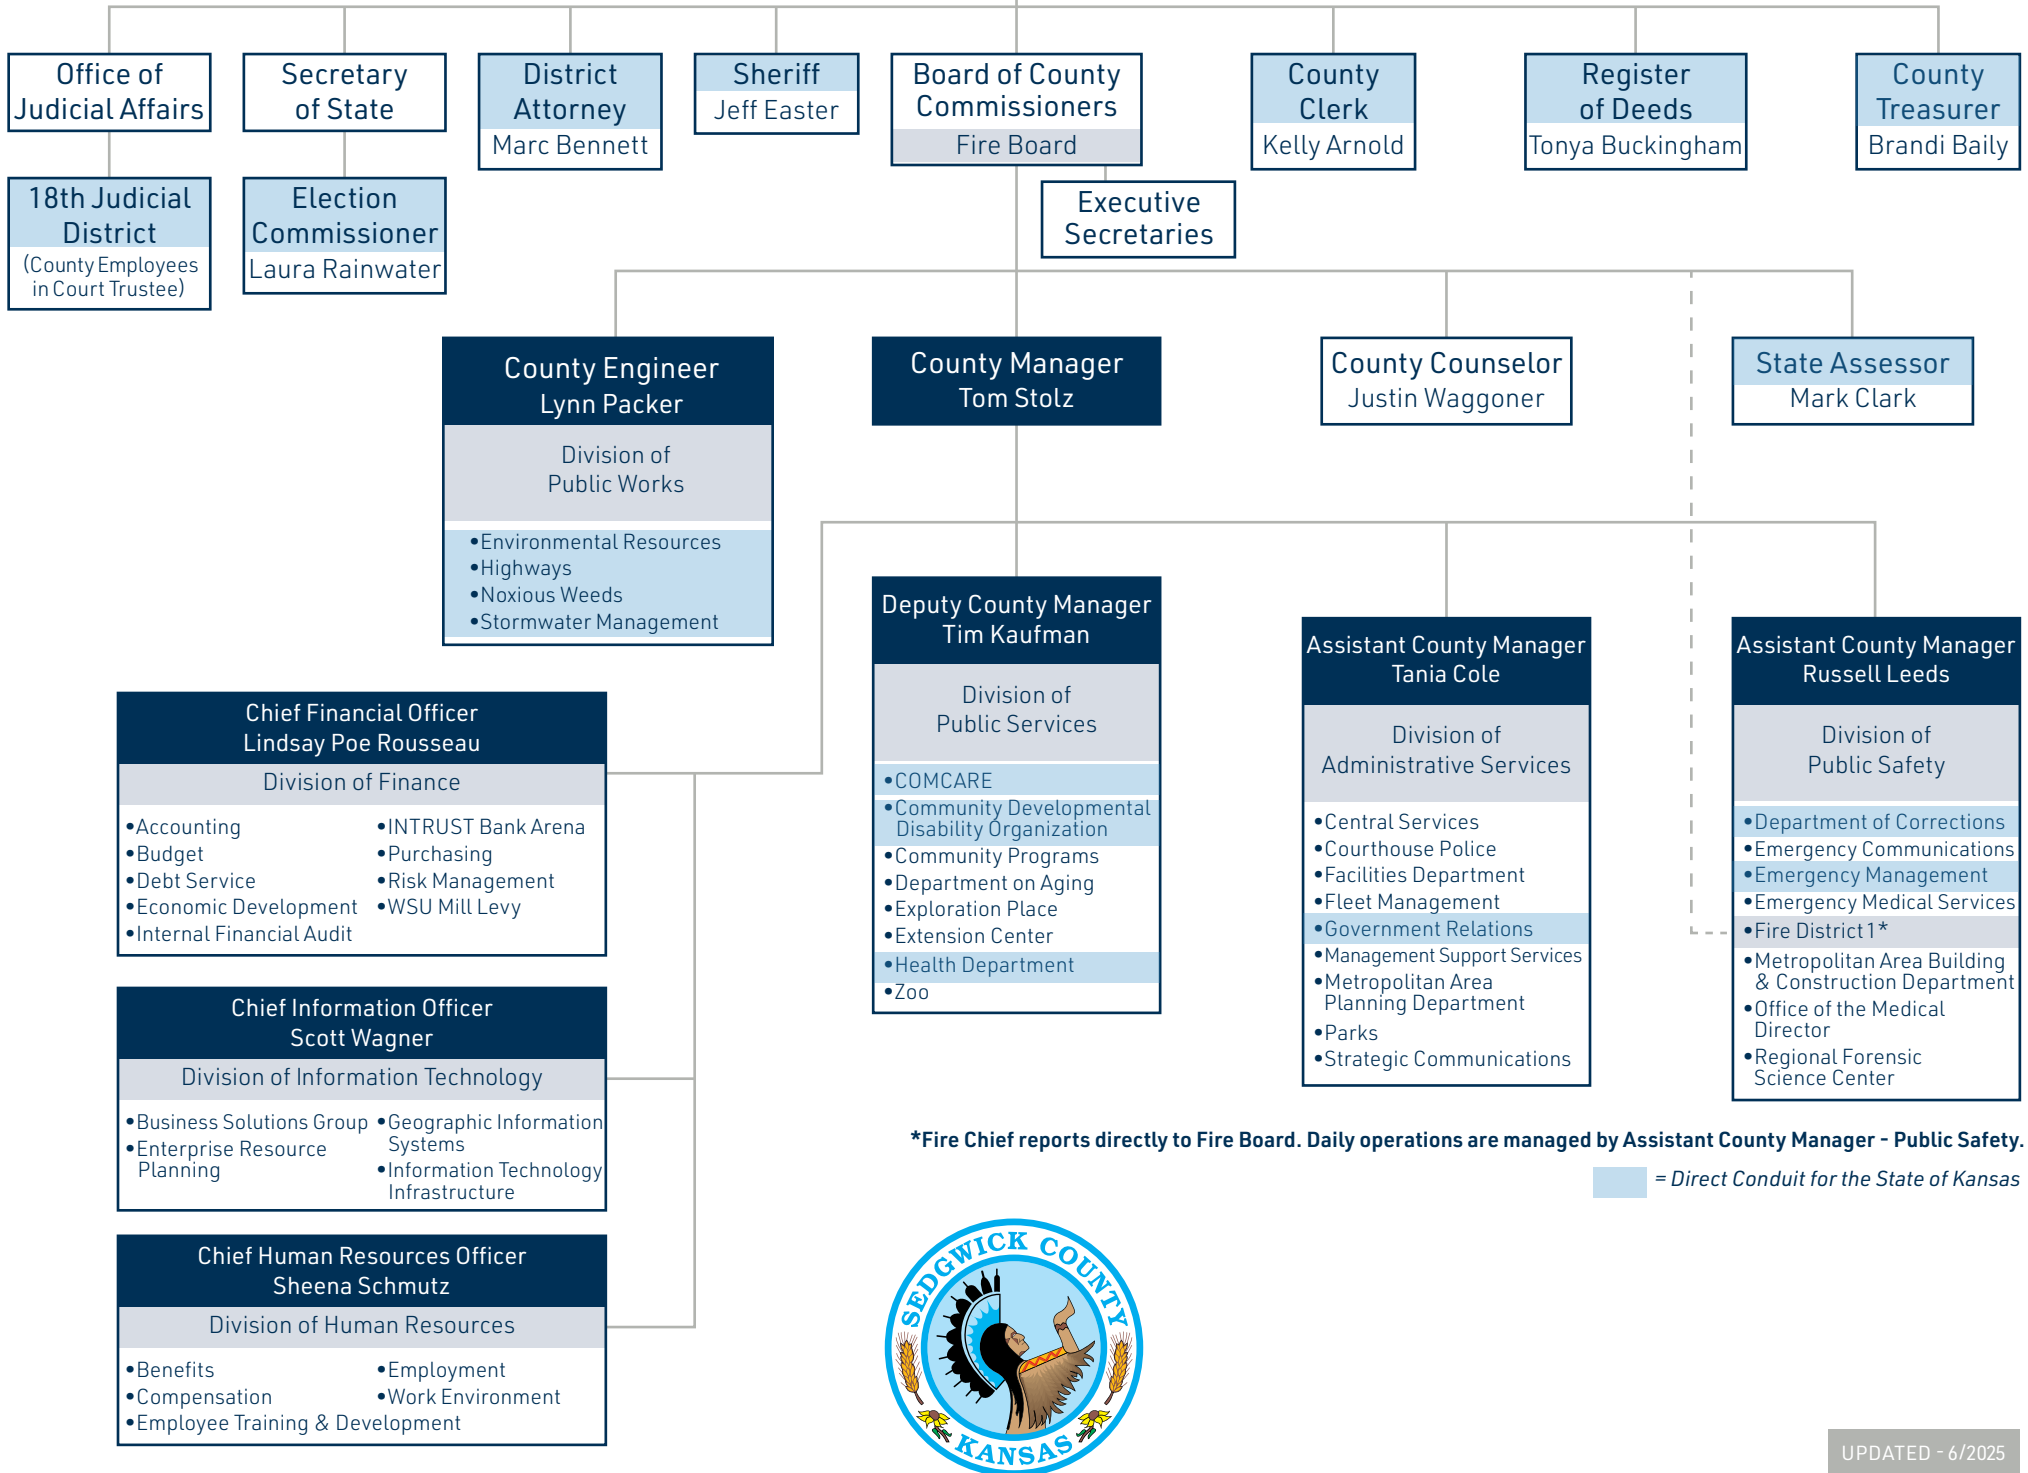 Office of
Judicial Affairs
Secretary
of State
District
Attorney
Marc Bennett
Sheriff
Jeff Easter
Board of County
Commissioners
Fire Board
County
Clerk
Kelly Arnold
Register
of Deeds
Tonya Buckingham
County
Treasurer
Brandi Baily
18th Judicial
District
(County Employees
in Court Trustee)
Election
Commissioner
Laura Rainwater
Executive
Secretaries
County Engineer
Lynn Packer
Division of
Public Works
•Environmental Resources
•Highways
•Noxious Weeds
•Stormwater Management
County Manager
Tom Stolz
County Counselor
Justin Waggoner
State Assessor
Mark Clark
Deputy County Manager
Tim Kaufman
Division of
Public Services
•COMCARE
•Community Developmental
Disability Organization
•Community Programs
•Department on Aging
•Exploration Place
•Extension Center
•Health Department
•Zoo
Assistant County Manager
Tania Cole
Division of
Administrative Services
•Central Services
•Courthouse Police
•Facilities Department
•Fleet Management
•Government Relations
•Management Support Services
•Metropolitan Area
Planning Department
•Parks
•Strategic Communications
Assistant County Manager
Russell Leeds
Division of
Public Safety
•Department of Corrections
•Emergency Communications
•Emergency Management
•Emergency Medical Services
•Fire District 1*
•Metropolitan Area Building
& Construction Department
•Office of the Medical
Director
•Regional Forensic
Science Center
Chief Financial Officer
Lindsay Poe Rousseau
Division of Finance
•Accounting
•Budget
•Debt Service
•Economic Development
•Internal Financial Audit
•INTRUST Bank Arena
•Purchasing
•Risk Management
•WSU Mill Levy
Chief Information Officer
Scott Wagner
Division of Information Technology
•Business Solutions Group
•Enterprise Resource
Planning
•Geographic Information
Systems
•Information Technology
Infrastructure
Chief Human Resources Officer
Sheena Schmutz
Division of Human Resources
•Benefits
•Compensation
•Employee Training & Development
•Employment
•Work Environment
*Fire Chief reports directly to Fire Board. Daily operations are managed by Assistant County Manager - Public Safety.
= Direct Conduit for the State of Kansas
SEDGWICK COUNTY
KANSAS
UPDATED - 6/2025